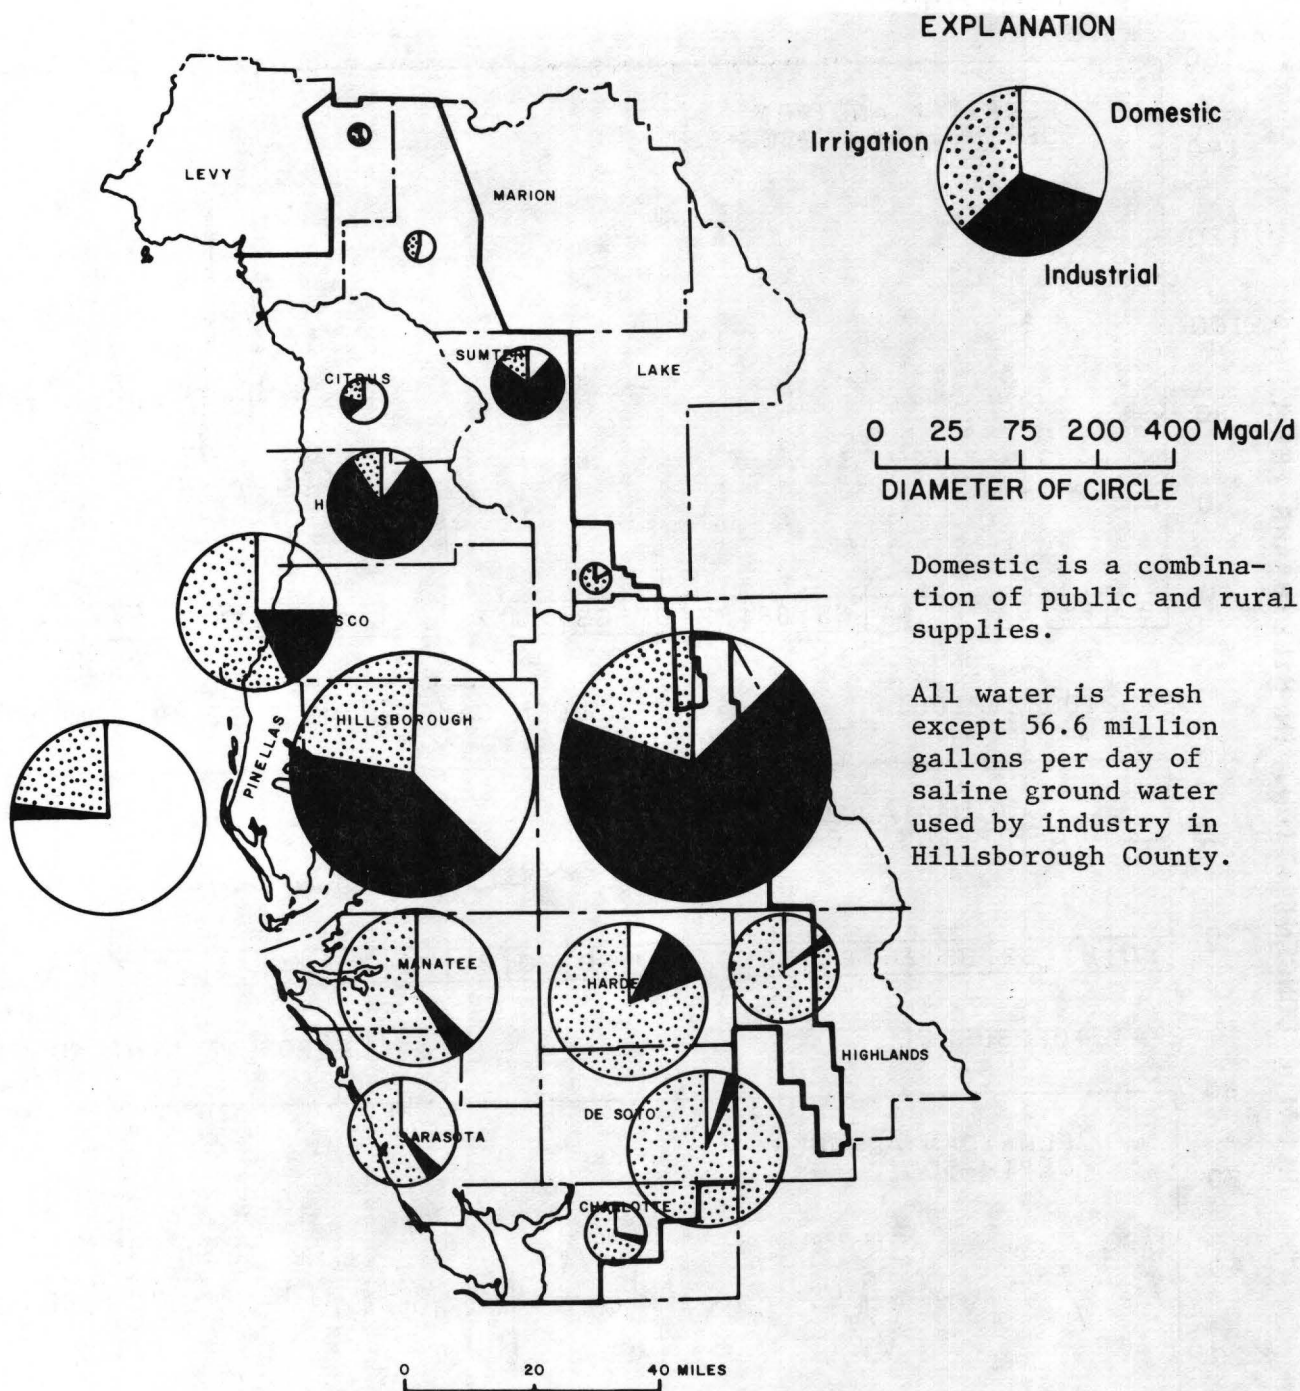 EXPLANATION
Irrigation
Domestic
Industrial
LEVY
MARION
SUMTER
LAKE
CITRUS
0 25 75 200 400 Mgal/d
DIAMETER OF CIRCLE
H
SCO
Domestic is a combina-
tion of public and rural
supplies.
All water is fresh
except 56.6 million
gallons per day of
saline ground water
used by industry in
Hillsborough County.
HILLSBOROUGH
PINELLAS
MANATEE
HARDE
HIGHLANDS
DE SOTO
SARASOTA
CHARLOTTE
0 20 40 MILES